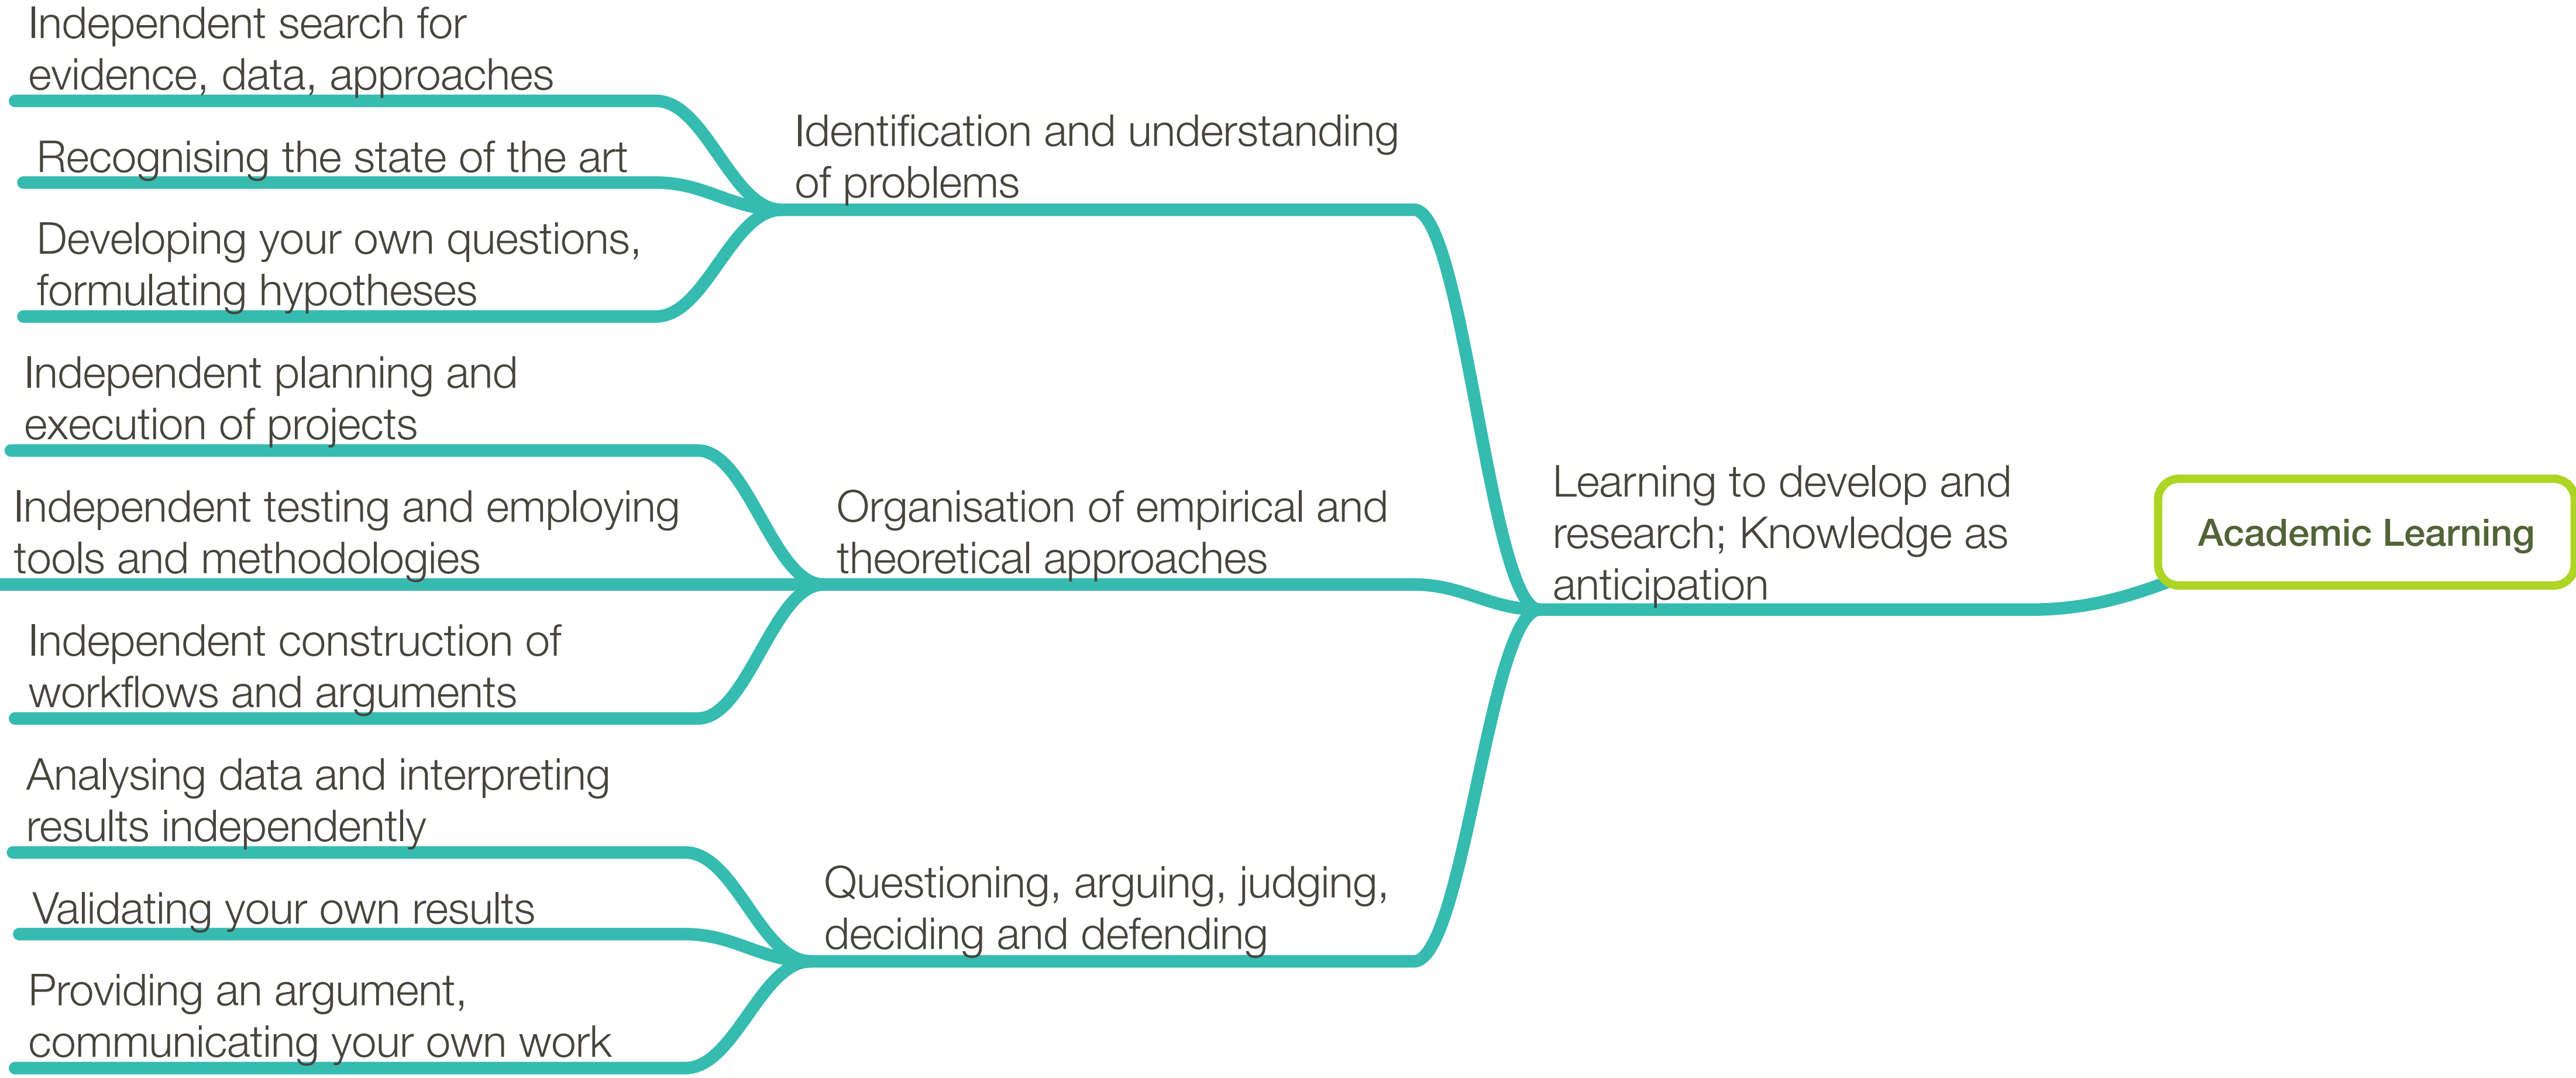 Independent search for
evidence, data, approaches
Recognising the state of the art
Developing your own questions,
formulating hypotheses
Identification and understanding
of problems
Independent planning and
execution of projects
Independent testing and employing
tools and methodologies
Independent construction of
workflows and arguments
Organisation of empirical and
theoretical approaches
Analysing data and interpreting
results independently
Validating your own results
Providing an argument,
communicating your own work
Questioning, arguing, judging,
deciding and defending
Learning to develop and
research; Knowledge as
anticipation
Academic Learning